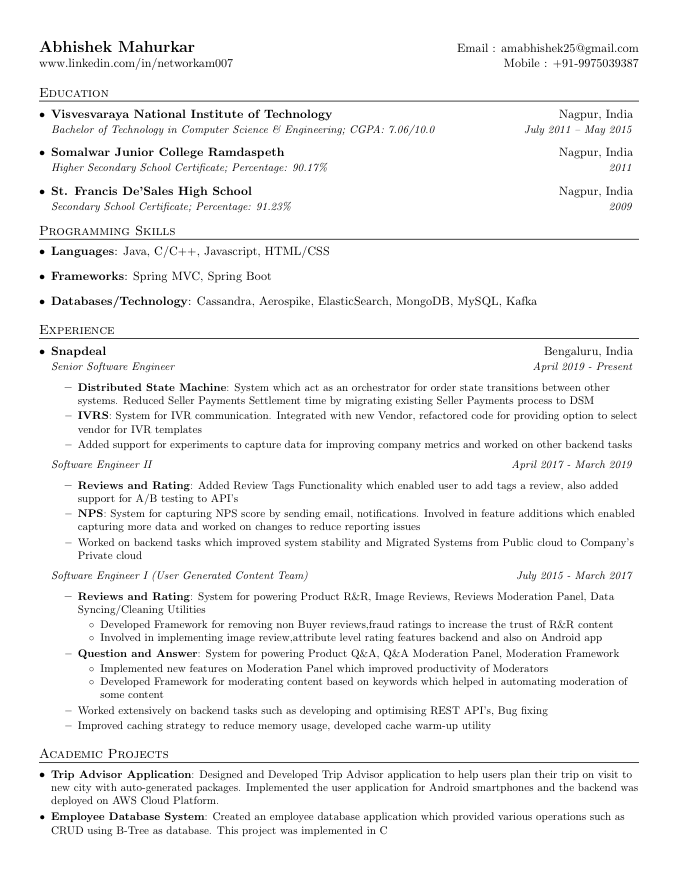 Abhishek Mahurkar Email : amabhishek25@gmail.com
www.linkedin.com/in/networkam007 Mobile : +91-9975039387
Education
• Visvesvaraya National Institute of Technology Nagpur, India
Bachelor of Technology in Computer Science & Engineering; CGPA: 7.06/10.0 July 2011 – May 2015
• Somalwar Junior College Ramdaspeth Nagpur, India
Higher Secondary School Certificate; Percentage: 90.17% 2011
• St. Francis De'Sales High School Nagpur, India
Secondary School Certificate; Percentage: 91.23% 2009
Programming Skills
• Languages: Java, C/C++, Javascript, HTML/CSS
• Frameworks: Spring MVC, Spring Boot
• Databases/Technology: Cassandra, Aerospike, ElasticSearch, MongoDB, MySQL, Kafka
Experience
• Snapdeal Bengaluru, India
Senior Software Engineer April 2019 - Present
– Distributed State Machine: System which act as an orchestrator for order state transitions between other
systems. Reduced Seller Payments Settlement time by migrating existing Seller Payments process to DSM
– IVRS: System for IVR communication. Integrated with new Vendor, refactored code for providing option to select
vendor for IVR templates
– Added support for experiments to capture data for improving company metrics and worked on other backend tasks
Software Engineer II April 2017 - March 2019
– Reviews and Rating: Added Review Tags Functionality which enabled user to add tags a review, also added
support for A/B testing to API's
– NPS: System for capturing NPS score by sending email, notifications. Involved in feature additions which enabled
capturing more data and worked on changes to reduce reporting issues
– Worked on backend tasks which improved system stability and Migrated Systems from Public cloud to Company's
Private cloud
Software Engineer I (User Generated Content Team) July 2015 - March 2017
– Reviews and Rating: System for powering Product R&R, Image Reviews, Reviews Moderation Panel, Data
Syncing/Cleaning Utilities
◦ Developed Framework for removing non Buyer reviews,fraud ratings to increase the trust of R&R content
◦ Involved in implementing image review,attribute level rating features backend and also on Android app
– Question and Answer: System for powering Product Q&A, Q&A Moderation Panel, Moderation Framework
◦ Implemented new features on Moderation Panel which improved productivity of Moderators
◦ Developed Framework for moderating content based on keywords which helped in automating moderation of
some content
– Worked extensively on backend tasks such as developing and optimising REST API's, Bug fixing
– Improved caching strategy to reduce memory usage, developed cache warm-up utility
Academic Projects
• Trip Advisor Application: Designed and Developed Trip Advisor application to help users plan their trip on visit to
new city with auto-generated packages. Implemented the user application for Android smartphones and the backend was
deployed on AWS Cloud Platform.
• Employee Database System: Created an employee database application which provided various operations such as
CRUD using B-Tree as database. This project was implemented in C